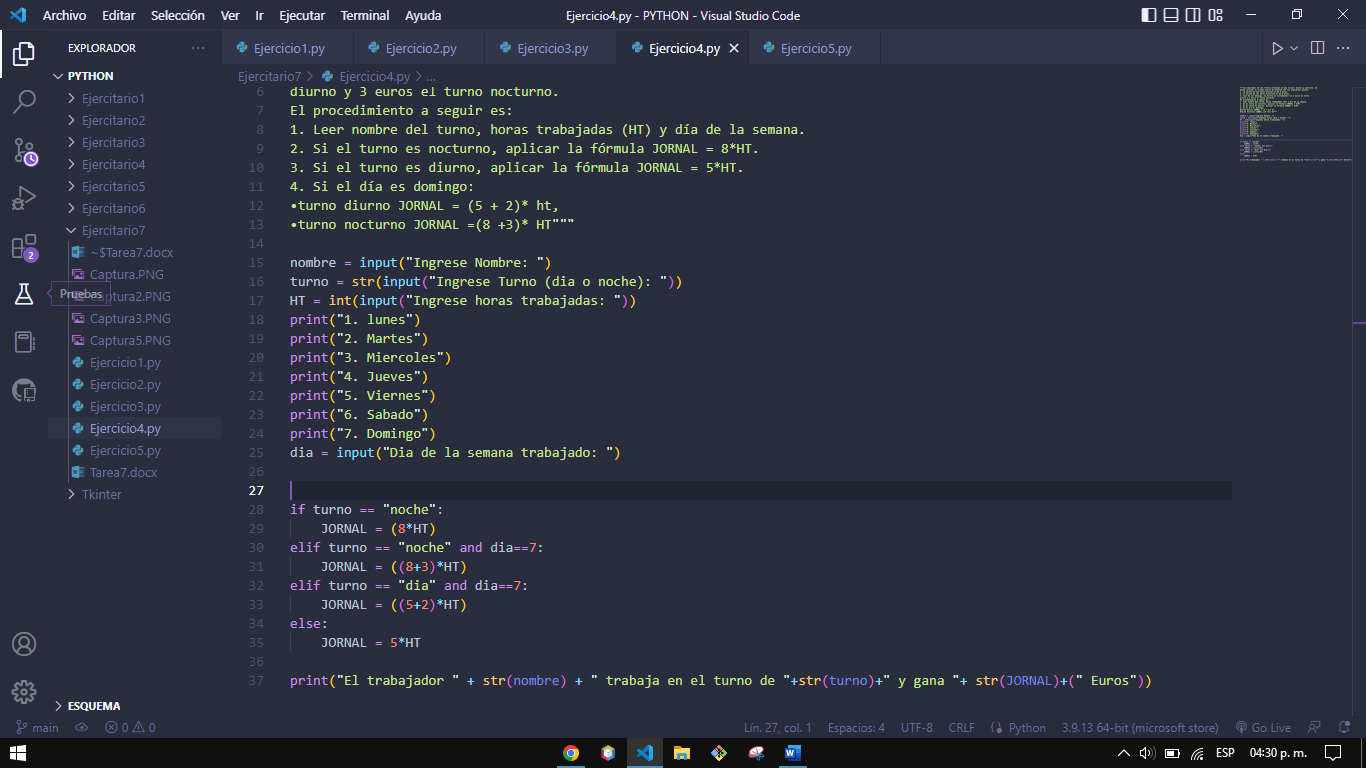 Archivo Editar Selección Ver Ir Ejecutar Terminal Ayuda
Ejercicio4.py - PYTHON - Visual Studio Code
EXPLORADOR
Ejercicio1.py Ejercicio2.py Ejercicio3.py Ejercicio4.py Ejercicio5.py
PYTHON
Ejercitario7 > Ejercicio4.py > ...
Ejercitario1
Ejercitario2
Ejercitario3
Ejercitario4
Ejercitario5
Ejercitario6
Ejercitario7
~$Tarea7.docx
Captura.PNG
Captura2.PNG
Pruebas
Captura3.PNG
Captura5.PNG
Ejercicio1.py
Ejercicio2.py
Ejercicio3.py
Ejercicio4.py
Ejercicio5.py
Tarea7.docx
Tkinter
ESQUEMA
2
6 diurno y 3 euros el turno nocturno.
7 El procedimiento a seguir es:
8 1. Leer nombre del turno, horas trabajadas (HT) y día de la semana.
9 2. Si el turno es nocturno, aplicar la fórmula JORNAL = 8*HT.
10 3. Si el turno es diurno, aplicar la fórmula JORNAL = 5*HT.
11 4. Si el día es domingo:
12 •turno diurno JORNAL = (5 + 2)* ht,
13 •turno nocturno JORNAL =(8 +3)* HT"""
14
15 nombre = input("Ingrese Nombre: ")
16 turno = str(input("Ingrese Turno (dia o noche): "))
17 HT = int(input("Ingrese horas trabajadas: "))
18 print("1. lunes")
19 print("2. Martes")
20 print("3. Miercoles")
21 print("4. Jueves")
22 print("5. Viernes")
23 print("6. Sabado")
24 print("7. Domingo")
25 dia = input("Dia de la semana trabajado: ")
26
27
28 if turno == "noche":
29     JORNAL = (8*HT)
30 elif turno == "noche" and dia==7:
31     JORNAL = ((8+3)*HT)
32 elif turno == "dia" and dia==7:
33     JORNAL = ((5+2)*HT)
34 else:
35     JORNAL = 5*HT
36
37 print("El trabajador " + str(nombre) + " trabaja en el turno de "+str(turno)+" y gana "+ str(JORNAL)+(" Euros"))
main 0 0 Lín. 27, col. 1 Espacios: 4 UTF-8 CRLF Python 3.9.13 64-bit (microsoft store) Go Live
ESP 04:30 p. m.